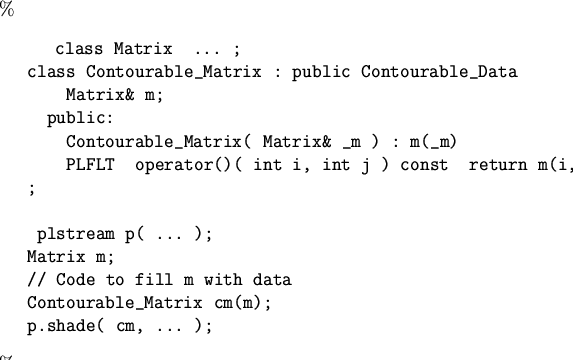 %
class Matrix ... ;
class Contourable_Matrix : public Contourable_Data
Matrix& m;
public:
Contourable_Matrix( Matrix& _m ) : m(_m)
PLFLT operator()( int i, int j ) const return m(i,
;
plstream p( ... );
Matrix m;
// Code to fill m with data
Contourable_Matrix cm(m);
p.shade( cm, ... );
%